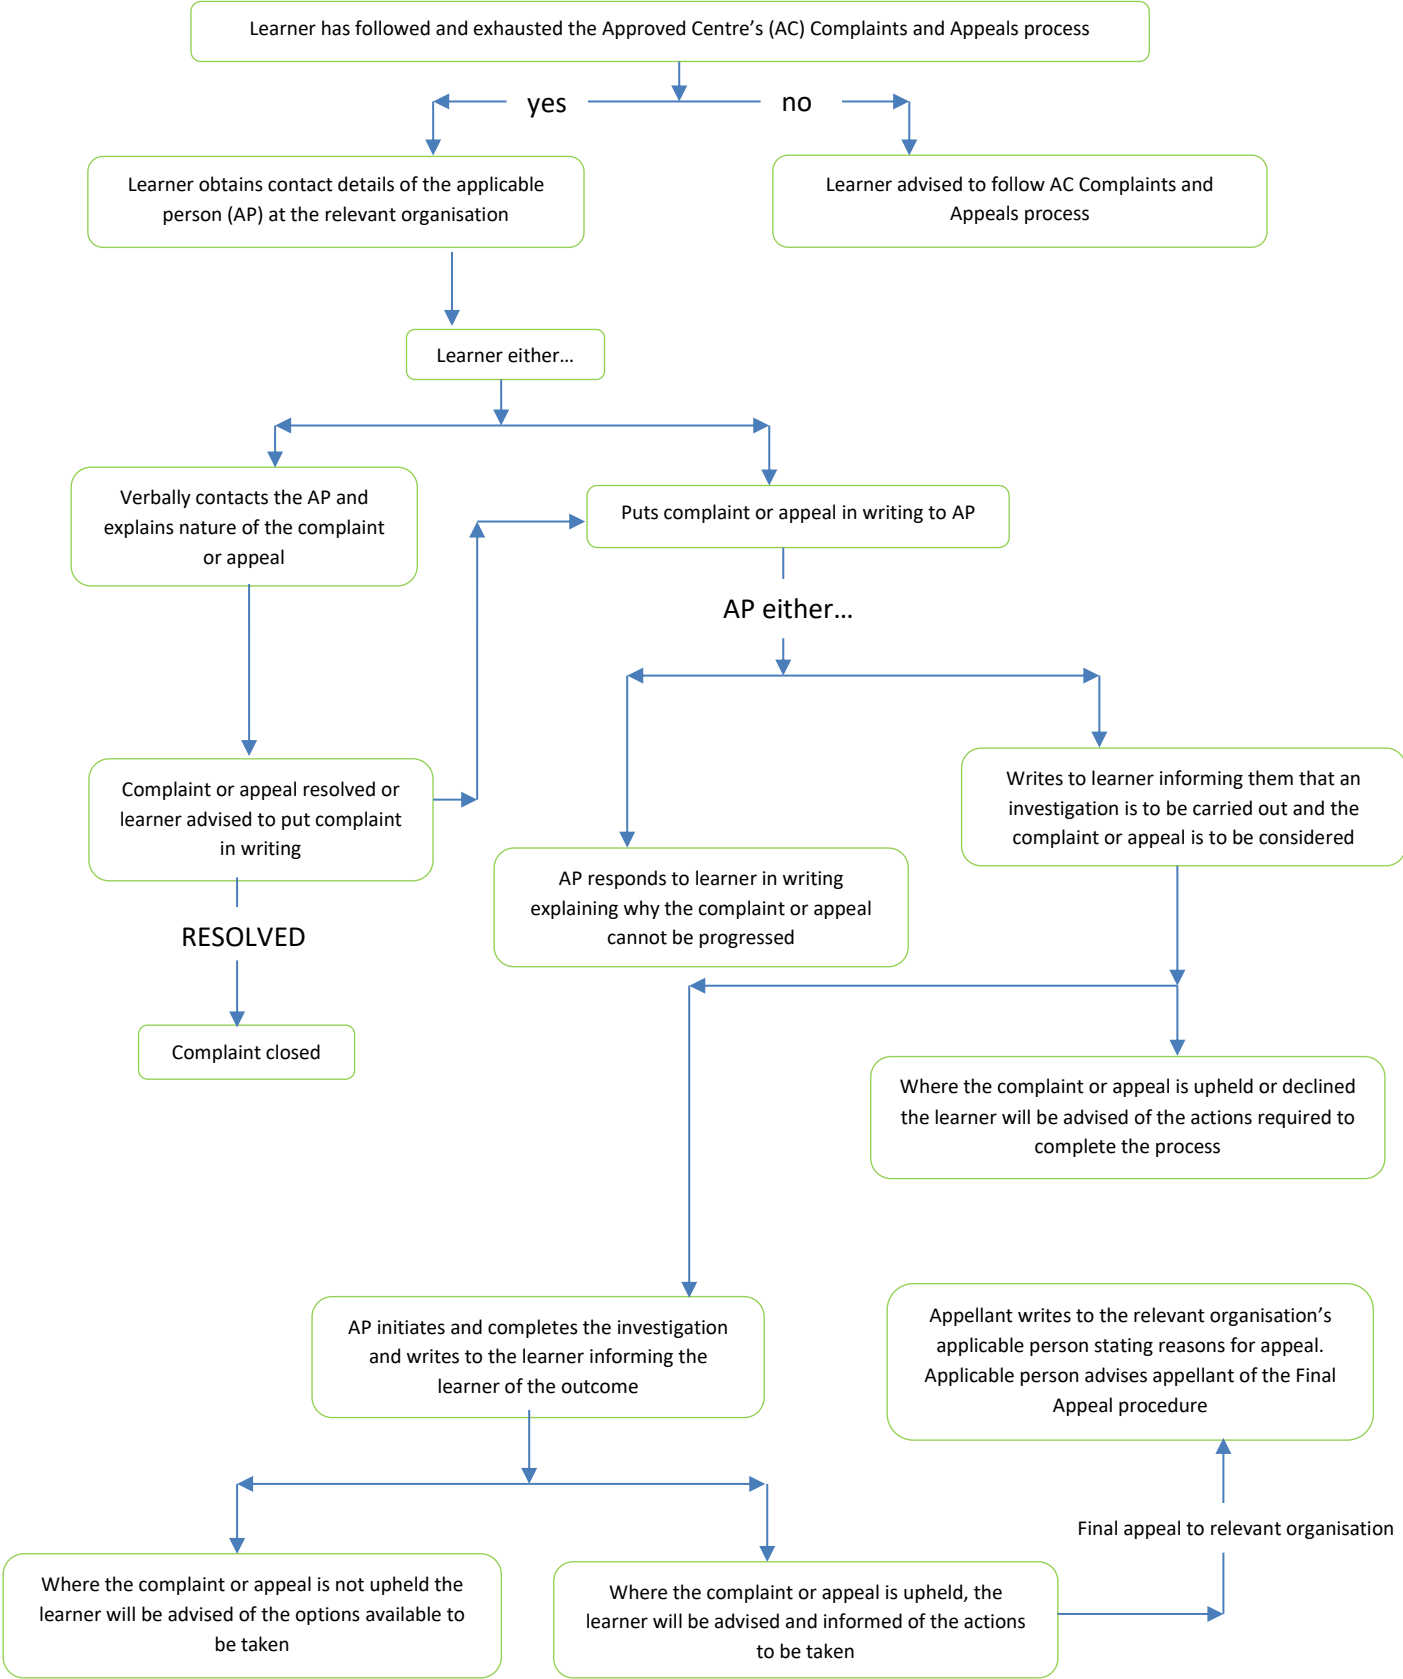 Learner has followed and exhausted the Approved Centre’s (AC) Complaints and Appeals process
yes
no
Learner obtains contact details of the applicable
person (AP) at the relevant organisation
Learner advised to follow AC Complaints and
Appeals process
Learner either…
Verbally contacts the AP and
explains nature of the complaint
or appeal
Puts complaint or appeal in writing to AP
AP either…
Complaint or appeal resolved or
learner advised to put complaint
in writing
Writes to learner informing them that an
investigation is to be carried out and the
complaint or appeal is to be considered
AP responds to learner in writing
explaining why the complaint or appeal
cannot be progressed
RESOLVED
Complaint closed
Where the complaint or appeal is upheld or declined
the learner will be advised of the actions required to
complete the process
AP initiates and completes the investigation
and writes to the learner informing the
learner of the outcome
Appellant writes to the relevant organisation’s
applicable person stating reasons for appeal.
Applicable person advises appellant of the Final
Appeal procedure
Final appeal to relevant organisation
Where the complaint or appeal is not upheld the
learner will be advised of the options available to
be taken
Where the complaint or appeal is upheld, the
learner will be advised and informed of the actions
to be taken